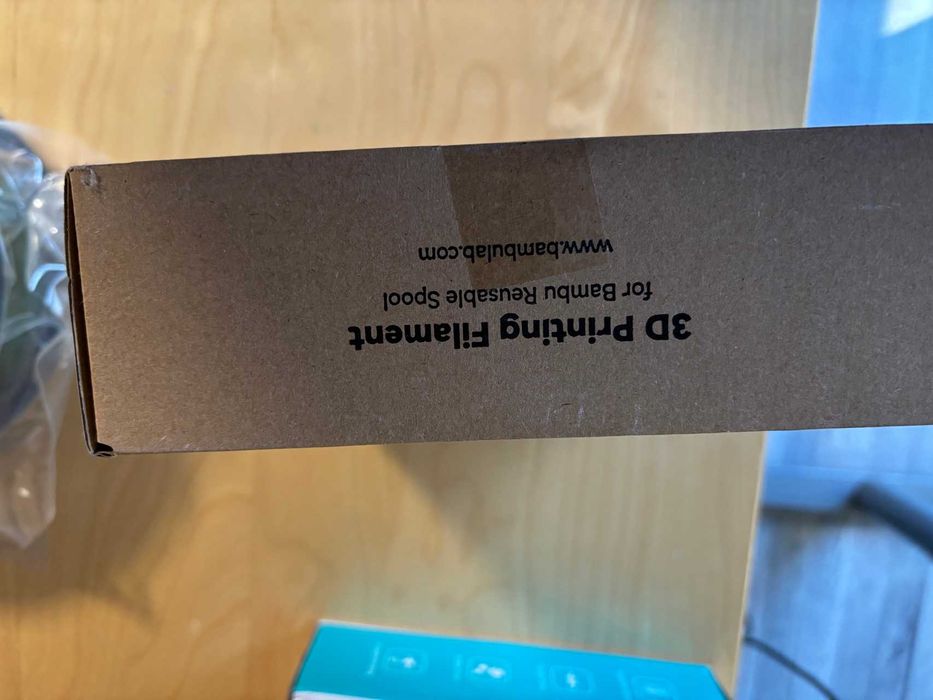 3D Printing Filament
for Bambu Reusable Spool
www.bambulab.com